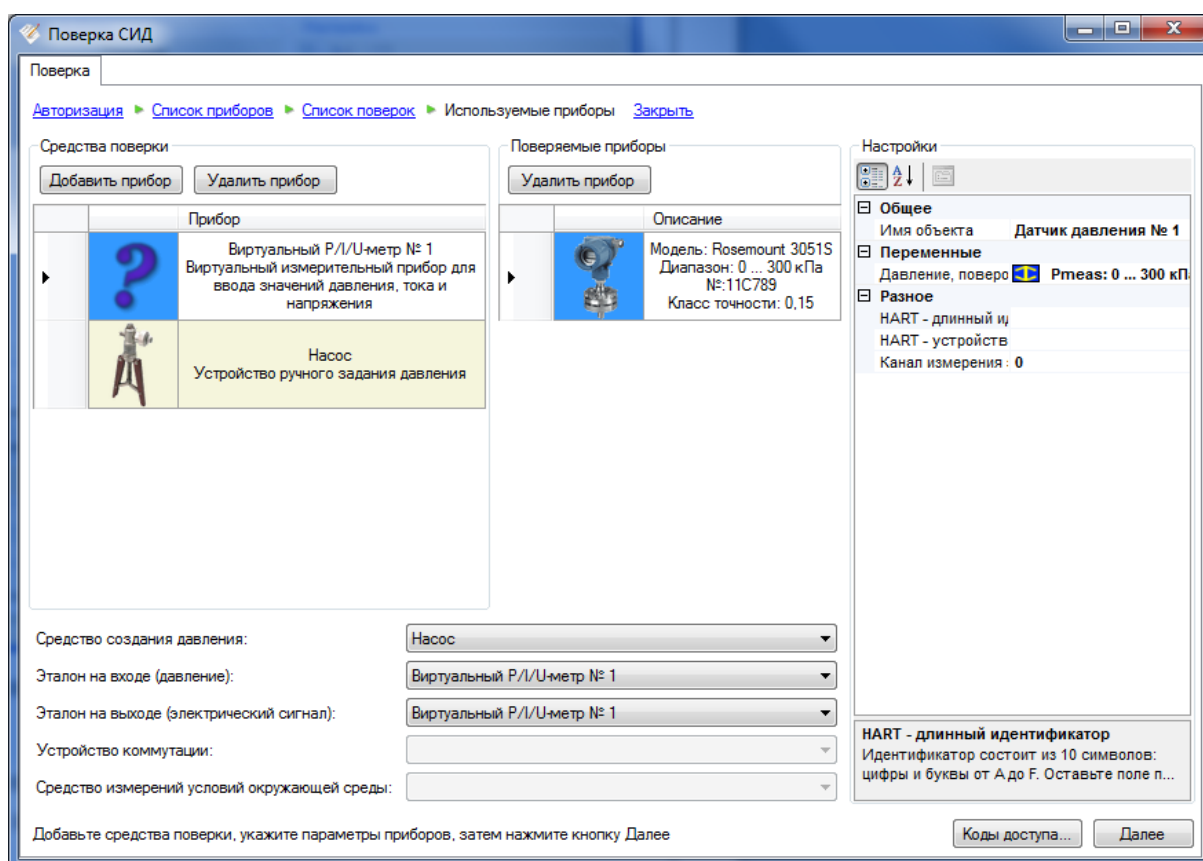 Поверка СИД
Поверка
Авторизация Список приборов Список поверок Используемые приборы Закрыть
Средства поверки
Добавить прибор Удалить прибор
Прибор
Виртуальный P/I/U-метр № 1
Виртуальный измерительный прибор для
ввода значений давления, тока и
напряжения
Насос
Устройство ручного задания давления
Поверяемые приборы
Удалить прибор
Описание
Модель: Rosemount 3051S
Диапазон: 0 ... 300 кПа
№:11C789
Класс точности: 0,15
Настройки
Общее
Имя объекта Датчик давления № 1
Переменные
Давление, поверо Pmeas: 0 ... 300 кП
Разное
HART - длинный ид
HART - устройств
Канал измерения : 0
HART - длинный идентификатор
Идентификатор состоит из 10 символов:
цифры и буквы от A до F. Оставьте поле п...
Средство создания давления: Насос
Эталон на входе (давление): Виртуальный P/I/U-метр № 1
Эталон на выходе (электрический сигнал): Виртуальный P/I/U-метр № 1
Устройство коммутации:
Средство измерений условий окружающей среды:
Добавьте средства поверки, укажите параметры приборов, затем нажмите кнопку Далее
Коды доступа... Далее